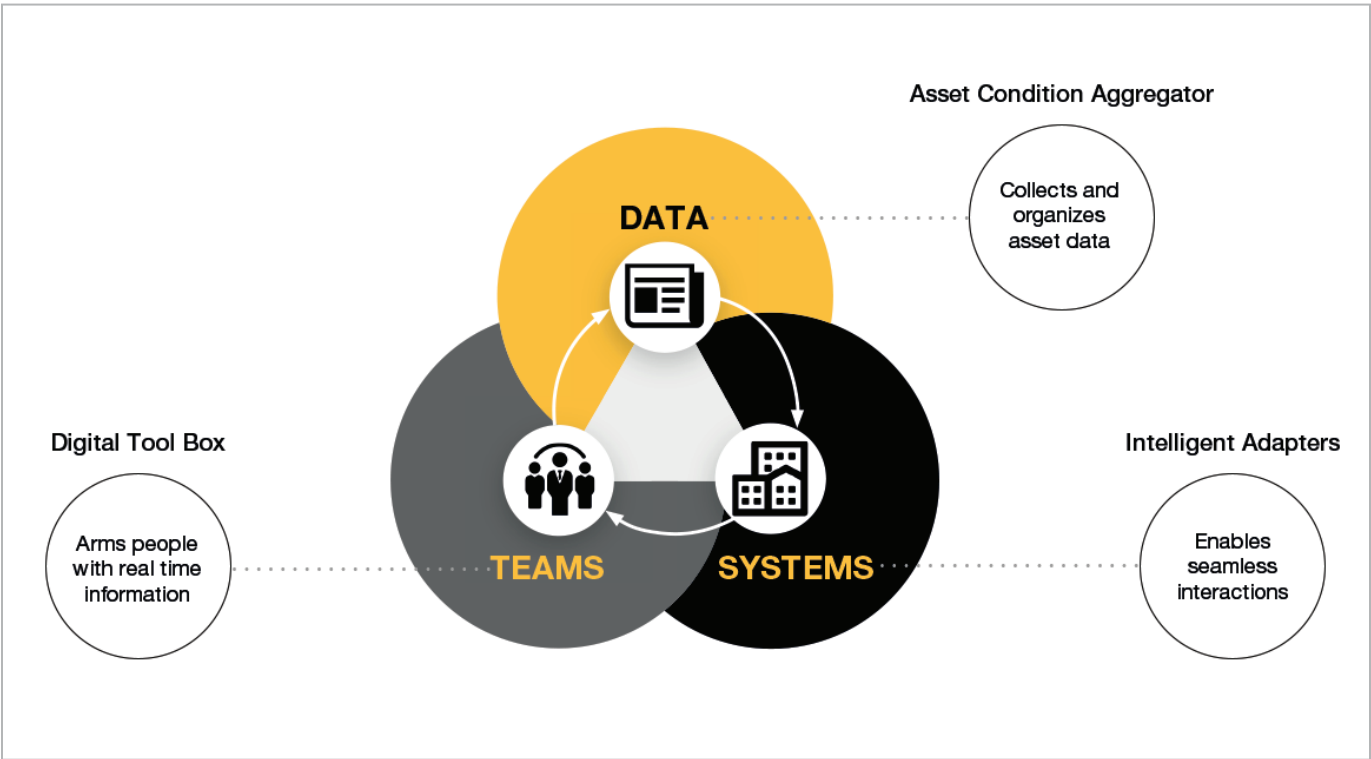 Asset Condition Aggregator
Collects and
organizes
asset data
DATA
Digital Tool Box
Arms people
with real time
information
TEAMS
SYSTEMS
Intelligent Adapters
Enables
seamless
interactions